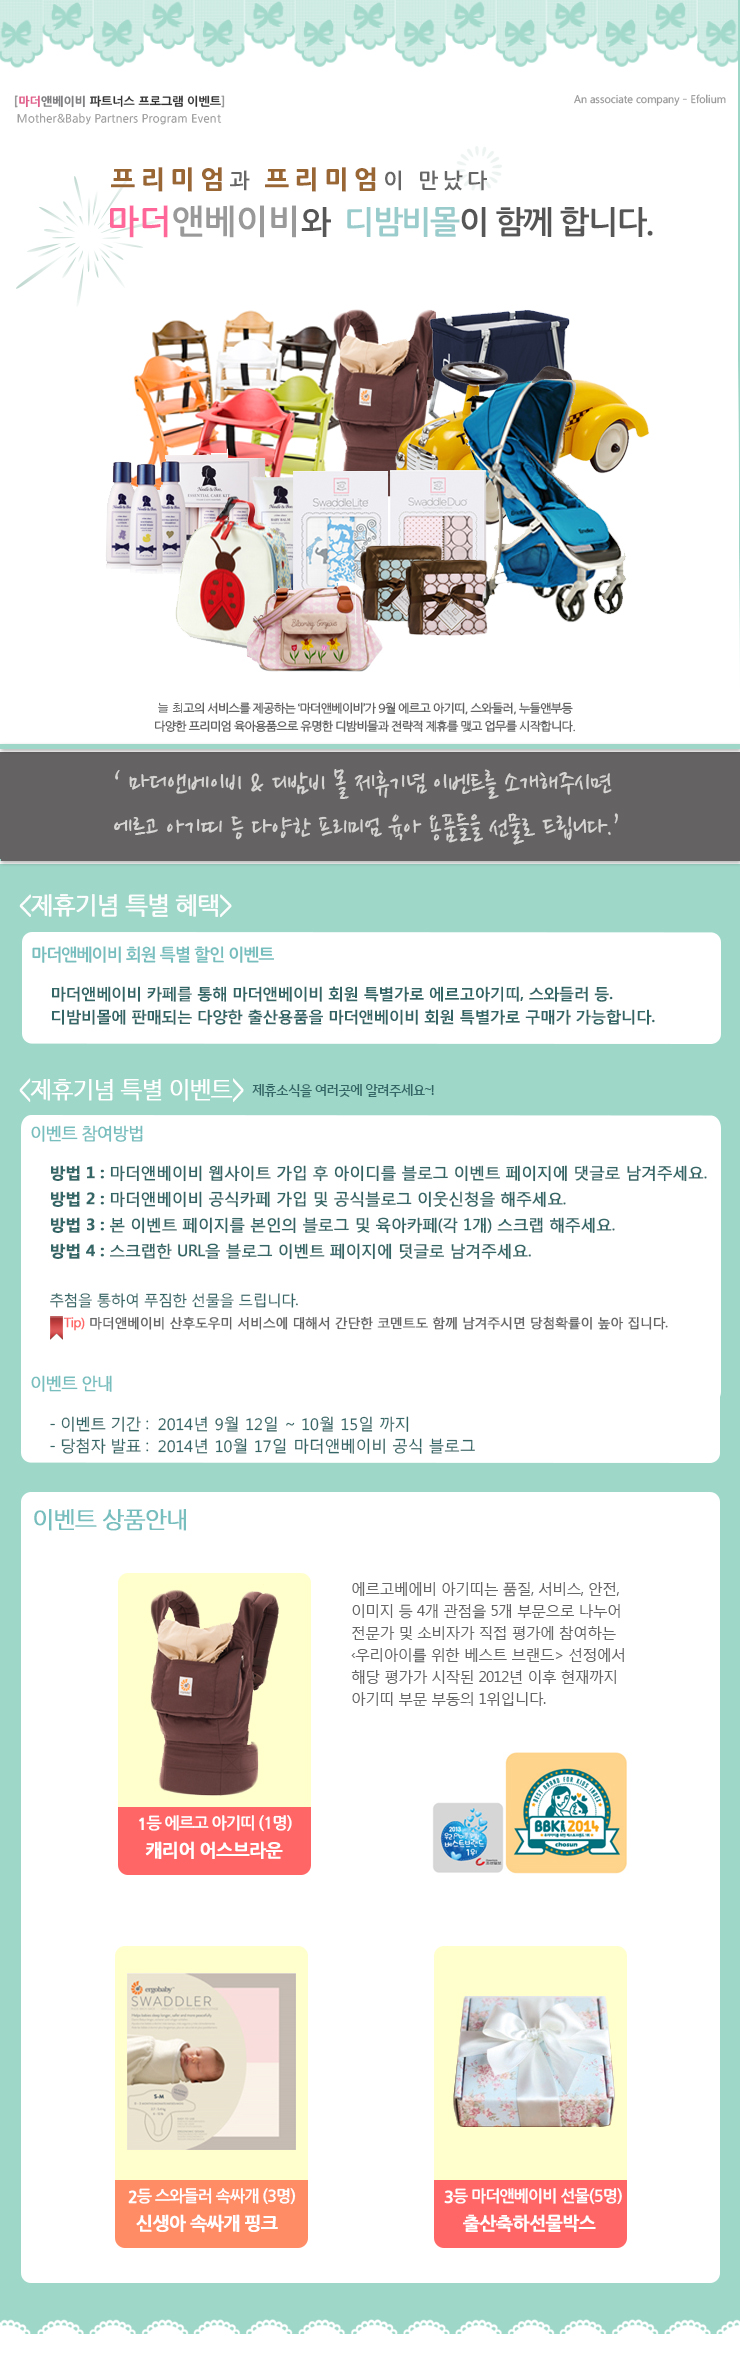 [마더앤베이비 파트너스 프로그램 이벤트]
Mother&Baby Partners Program Event
An associate company - Efolium
프리미엄과 프리미엄이 만났다
마더앤베이비와 디밤비몰이 함께 합니다.
SwaddleLite
SwaddleDuo
늘 최고의 서비스를 제공하는 '마더앤베이비'가 9월 에르고 아기띠, 스와들러, 누들앤부등
다양한 프리미엄 육아용품으로 유명한 디밤비몰과 전략적 제휴를 맺고 업무를 시작합니다.
' 마더앤베이비 & 디밤비 몰 제휴기념 이벤트를 소개해주시면
에르고 아기띠 등 다양한 프리미엄 육아 용품들을 선물로 드립니다.'
<제휴기념 특별 혜택>
마더앤베이비 회원 특별 할인 이벤트
마더앤베이비 카페를 통해 마더앤베이비 회원 특별가로 에르고아기띠, 스와들러 등.
디밤비몰에 판매되는 다양한 출산용품을 마더앤베이비 회원 특별가로 구매가 가능합니다.
<제휴기념 특별 이벤트> 제휴소식을 여러곳에 알려주세요~!
이벤트 참여방법
방법 1 : 마더앤베이비 웹사이트 가입 후 아이디를 블로그 이벤트 페이지에 댓글로 남겨주세요.
방법 2 : 마더앤베이비 공식카페 가입 및 공식블로그 이웃신청을 해주세요.
방법 3 : 본 이벤트 페이지를 본인의 블로그 및 육아카페(각 1개) 스크랩 해주세요.
방법 4 : 스크랩한 URL을 블로그 이벤트 페이지에 덧글로 남겨주세요.
추첨을 통하여 푸짐한 선물을 드립니다.
Tip) 마더앤베이비 산후도우미 서비스에 대해서 간단한 코멘트도 함께 남겨주시면 당첨확률이 높아 집니다.
이벤트 안내
- 이벤트 기간 : 2014년 9월 12일 ~ 10월 15일 까지
- 당첨자 발표 : 2014년 10월 17일 마더앤베이비 공식 블로그
이벤트 상품안내
에르고베에비 아기띠는 품질, 서비스, 안전,
이미지 등 4개 관점을 5개 부문으로 나누어
전문가 및 소비자가 직접 평가에 참여하는
<우리아이를 위한 베스트 브랜드> 선정에서
해당 평가가 시작된 2012년 이후 현재까지
아기띠 부문 부동의 1위입니다.
BEST BRAND FOR KIDS INDEX
BBKi 2014
chosun
2013
베스트브랜드
1위
1등 에르고 아기띠 (1명)
캐리어 어스브라운
ergobaby
SWADDLER
S-M
2등 스와들러 속싸개 (3명)
신생아 속싸개 핑크
3등 마더앤베이비 선물(5명)
출산축하선물박스